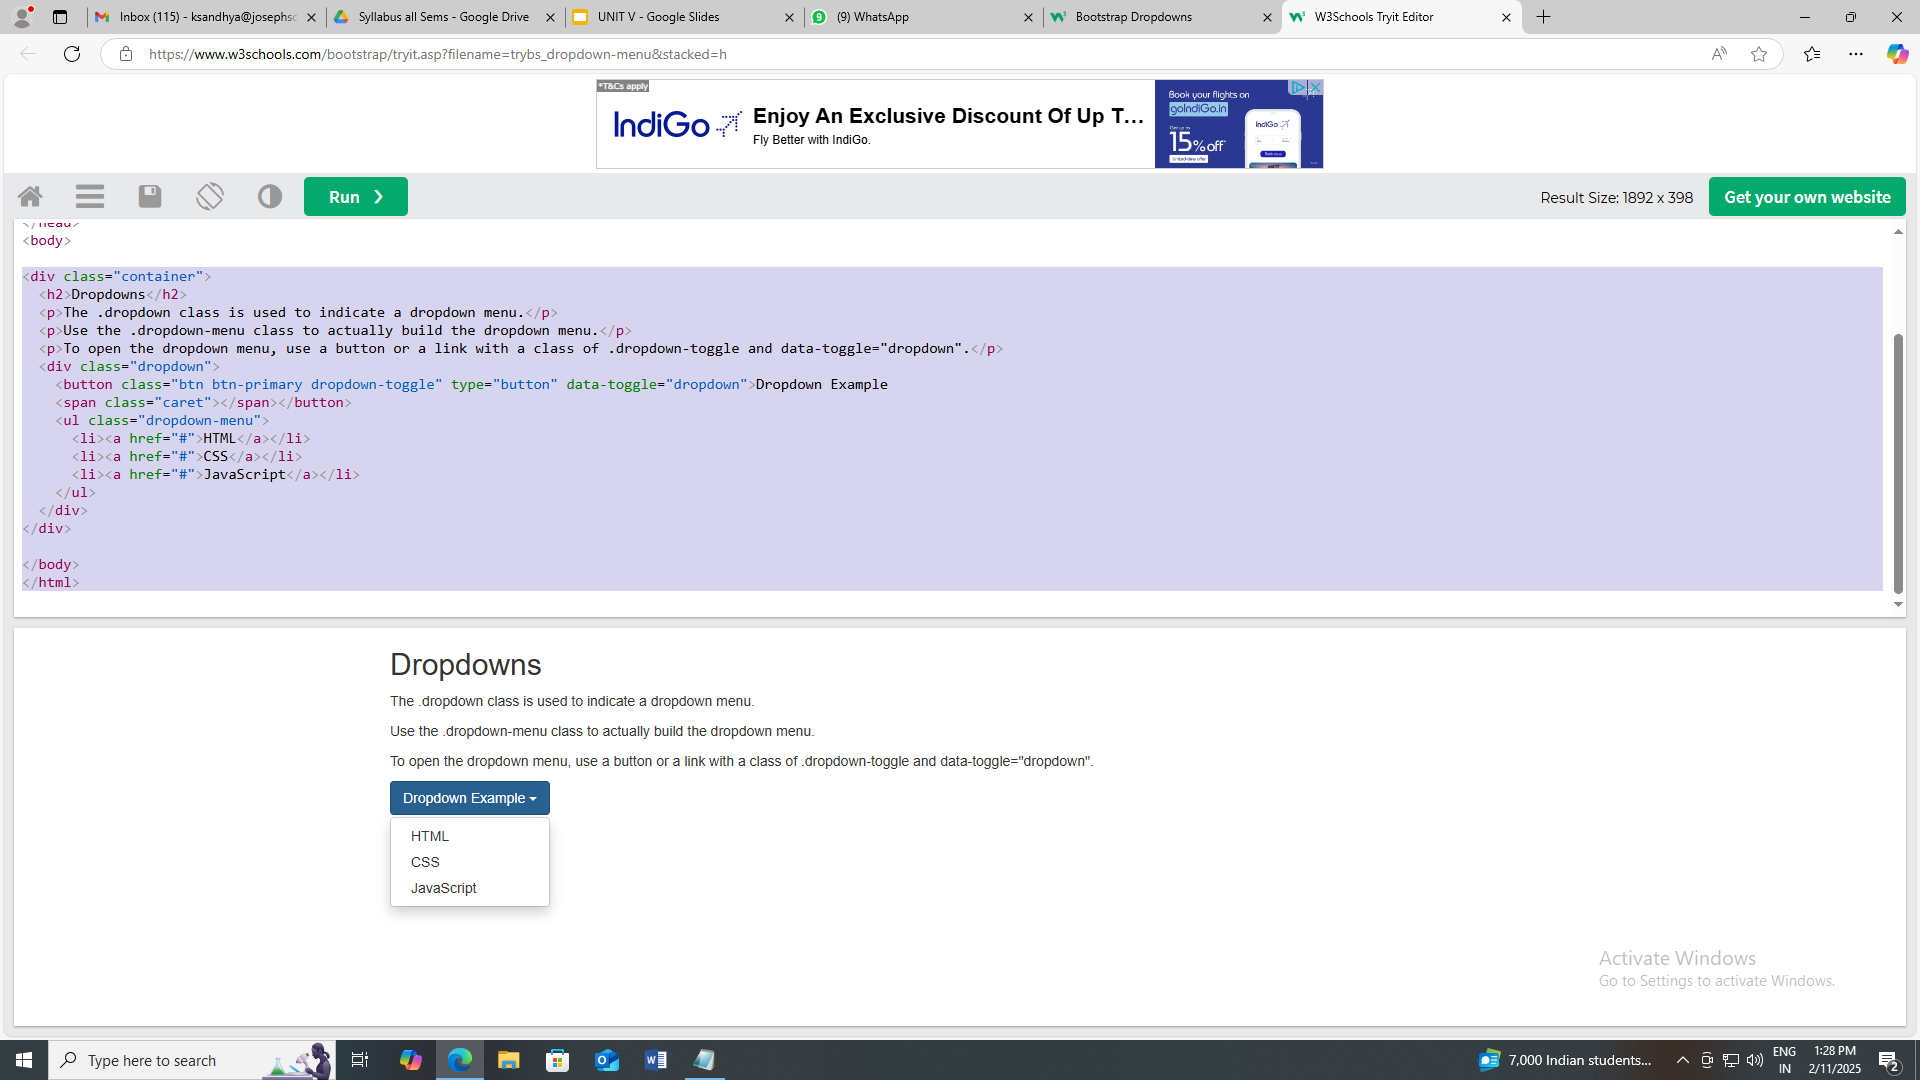 Inbox (115) - ksandhya@josephsc
Syllabus all Sems - Google Drive
UNIT V - Google Slides
(9) WhatsApp
Bootstrap Dropdowns
W3Schools Tryit Editor
https://www.w3schools.com/bootstrap/tryit.asp?filename=trybs_dropdown-menu&stacked=h
*T&Cs apply
IndiGo
Enjoy An Exclusive Discount Of Up T...
Fly Better with IndiGo.
Book your flights on
goIndiGo.in
Get up to
15% off*
Limited-time offer
IndiGo
Run ❯
Result Size: 1892 x 398
Get your own website
</head>
<body>
<div class="container">
<h2>Dropdowns</h2>
<p>The .dropdown class is used to indicate a dropdown menu.</p>
<p>Use the .dropdown-menu class to actually build the dropdown menu.</p>
<p>To open the dropdown menu, use a button or a link with a class of .dropdown-toggle and data-toggle="dropdown".</p>
<div class="dropdown">
<button class="btn btn-primary dropdown-toggle" type="button" data-toggle="dropdown">Dropdown Example
<span class="caret"></span></button>
<ul class="dropdown-menu">
<li><a href="#">HTML</a></li>
<li><a href="#">CSS</a></li>
<li><a href="#">JavaScript</a></li>
</ul>
</div>
</div>
</body>
</html>
Dropdowns
The .dropdown class is used to indicate a dropdown menu.
Use the .dropdown-menu class to actually build the dropdown menu.
To open the dropdown menu, use a button or a link with a class of .dropdown-toggle and data-toggle="dropdown".
Dropdown Example
HTML
CSS
JavaScript
Activate Windows
Go to Settings to activate Windows.
Type here to search
7,000 Indian students...
ENG
IN
1:28 PM
2/11/2025
2